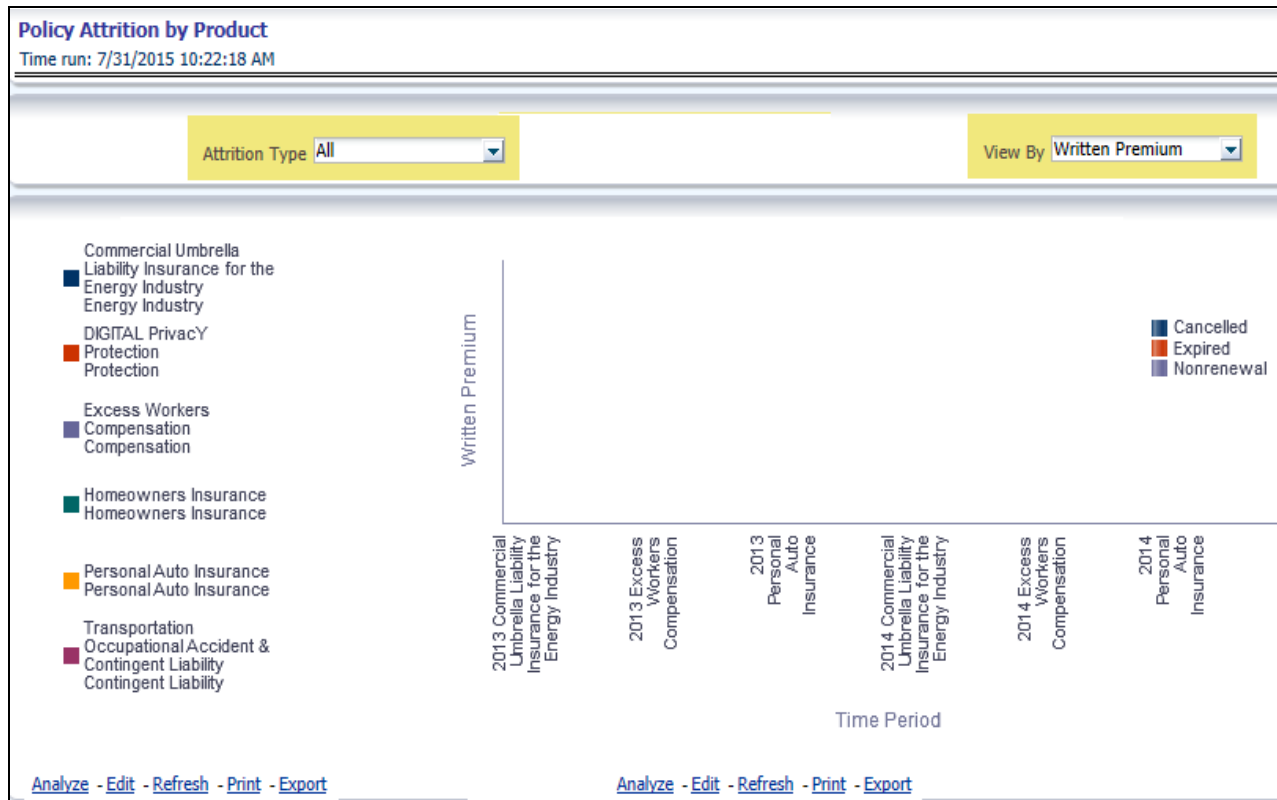 Policy Attrition by Product
Time run: 7/31/2015 10:22:18 AM
Attrition Type All
View By Written Premium
Commercial Umbrella
Liability Insurance for the
Energy Industry
Energy Industry
DIGITAL PrivacY
Protection
Protection
Excess Workers
Compensation
Compensation
Homeowners Insurance
Homeowners Insurance
Personal Auto Insurance
Personal Auto Insurance
Transportation
Occupational Accident &
Contingent Liability
Contingent Liability
Written Premium
Cancelled
Expired
Nonrenewal
2013 Commercial
Umbrella Liability
Insurance for the
Energy Industry
2013 Excess
Workers
Compensation
2013
Personal
Auto
Insurance
2014 Commercial
Umbrella Liability
Insurance for the
Energy Industry
2014 Excess
Workers
Compensation
2014
Personal
Auto
Insurance
Time Period
Analyze - Edit - Refresh - Print - Export
Analyze - Edit - Refresh - Print - Export